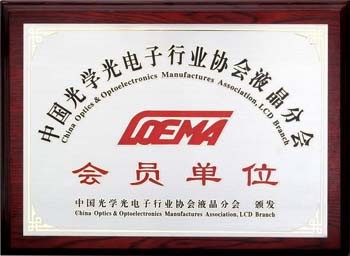 中国光学光电子行业协会液晶分会
China Optics & Optoelectronics Manufactures Association, LCD Branch
COEMA
会员单位
中国光学光电子行业协会液晶分会 颁发
China Optics & Optoelectronics Manufactures Association, LCD Branch